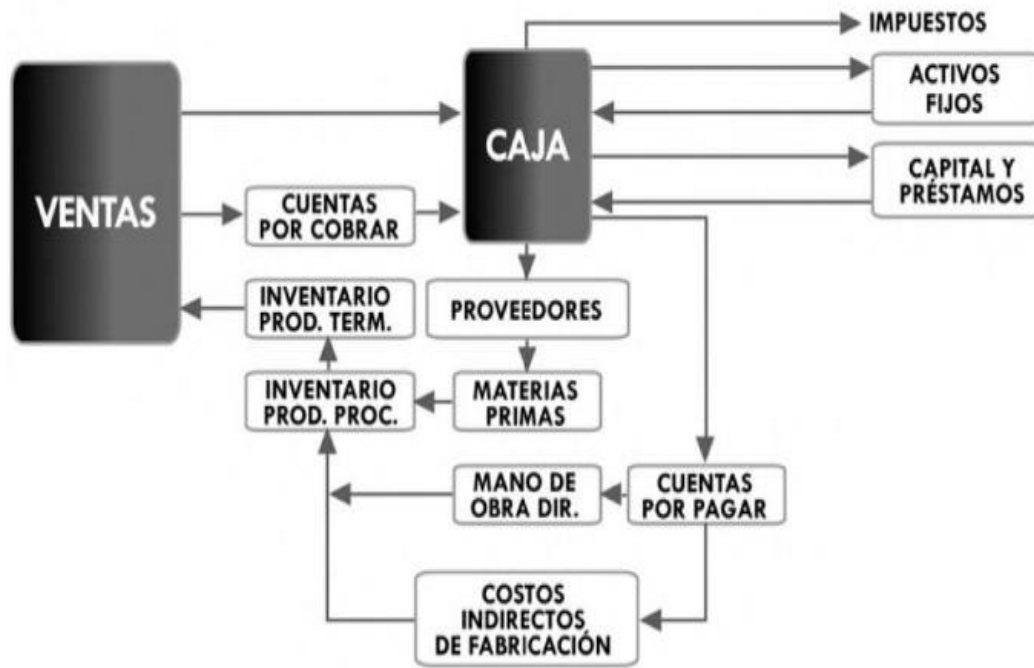 IMPUESTOS
ACTIVOS
FIJOS
CAJA
CAPITAL Y
PRÉSTAMOS
VENTAS
CUENTAS
POR COBRAR
INVENTARIO
PROD. TERM.
PROVEEDORES
INVENTARIO
PROD. PROC.
MATERIAS
PRIMAS
MANO DE
OBRA DIR.
CUENTAS
POR PAGAR
COSTOS
INDIRECTOS
DE FABRICACIÓN